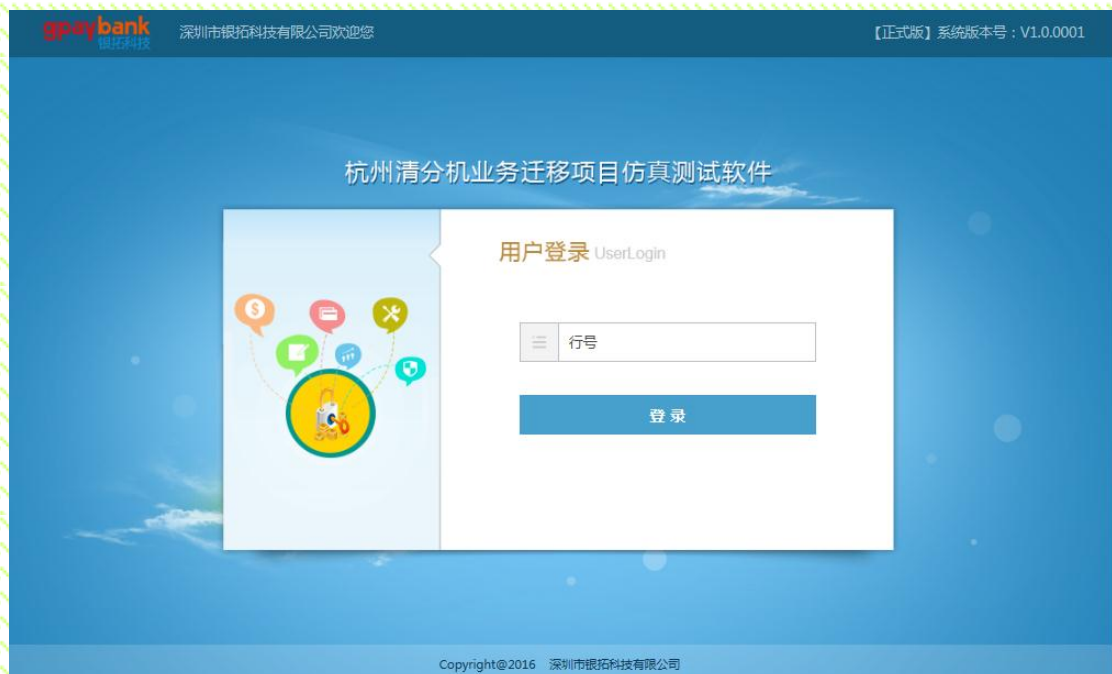 gpaybank
银拓科技
深圳市银拓科技有限公司欢迎您
【正式版】系统版本号：V1.0.0001
杭州清分机业务迁移项目仿真测试软件
用户登录 UserLogin
行号
登 录
Copyright@2016 深圳市银拓科技有限公司